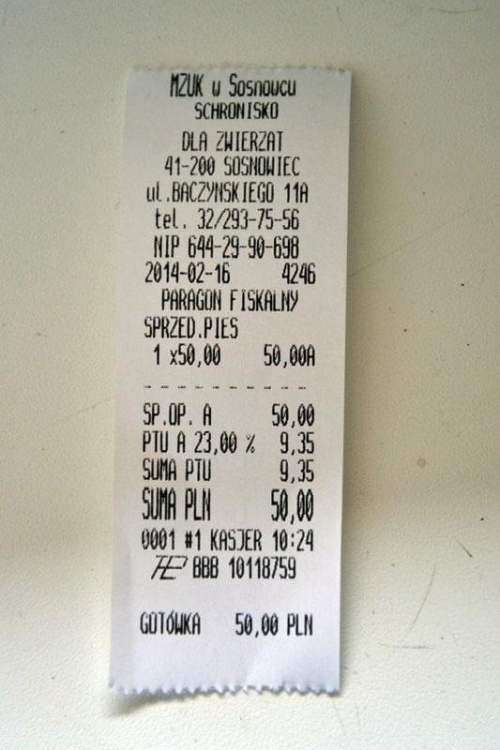 MZUK w Sosnowcu
SCHRONISKO
DLA ZWIERZAT
41-200 SOSNOWIEC
ul.BACZYNSKIEGO 11A
tel. 32/293-75-56
NIP 644-29-90-698
2014-02-16 4246
PARAGON FISKALNY
SPRZED.PIES
1 x50,00 50,00A
- - - - - - - - - - - -
SP.OP. A 50,00
PTU A 23,00 % 9,35
SUMA PTU 9,35
SUMA PLN 50,00
0001 #1 KASJER 10:24
BBB 10118759
GOTÓWKA 50,00 PLN